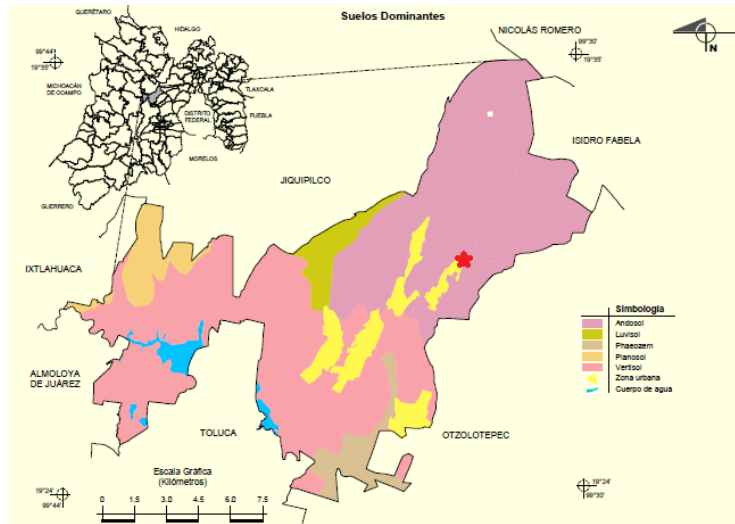 Suelos Dominantes
QUERÉTARO
HIDALGO
NICOLÁS ROMERO
99°44'
19°35'
99°30'
19°35'
N
MICHOACÁN
DE OCAMPO
TLAXCALA
DISTRITO
FEDERAL
PUEBLA
MORELOS
GUERRERO
ISIDRO FABELA
JIQUIPILCO
IXTLAHUACA
ALMOLOYA
DE JUÁREZ
TOLUCA
OTZOLOTEPEC
Simbología
Andosol
Luvisol
Phaeozem
Planosol
Vertisol
Zona urbana
Cuerpo de agua
Escala Gráfica
(Kilómetros)
0 1.5 3.0 4.5 6.0 7.5
19°24'
99°44'
19°24'
99°30'